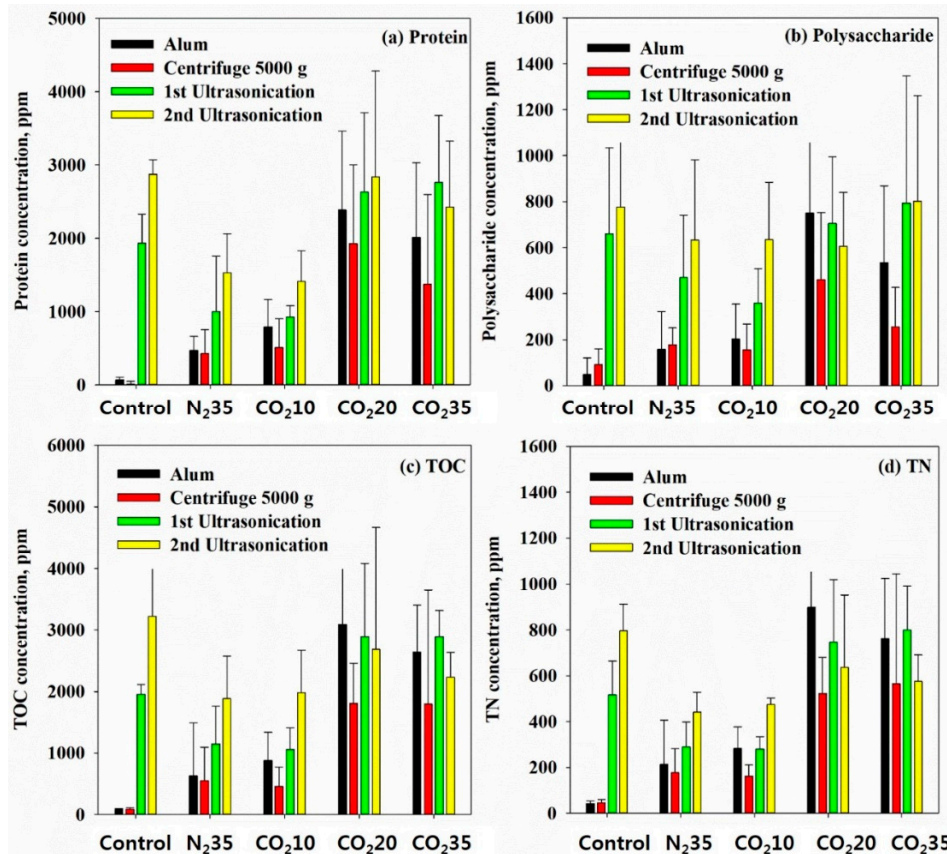 (a) Protein
Alum
Centrifuge 5000 g
1st Ultrasonication
2nd Ultrasonication
Protein concentration, ppm
5000
4000
3000
2000
1000
0
Control N₂35 CO₂10 CO₂20 CO₂35
(b) Polysaccharide
Alum
Centrifuge 5000 g
1st Ultrasonication
2nd Ultrasonication
Polysaccharide concentration, ppm
1600
1400
1200
1000
800
600
400
200
0
Control N₂35 CO₂10 CO₂20 CO₂35
(c) TOC
Alum
Centrifuge 5000 g
1st Ultrasonication
2nd Ultrasonication
TOC concentration, ppm
6000
5000
4000
3000
2000
1000
0
Control N₂35 CO₂10 CO₂20 CO₂35
(d) TN
Alum
Centrifuge 5000 g
1st Ultrasonication
2nd Ultrasonication
TN concentration, ppm
1600
1400
1200
1000
800
600
400
200
0
Control N₂35 CO₂10 CO₂20 CO₂35